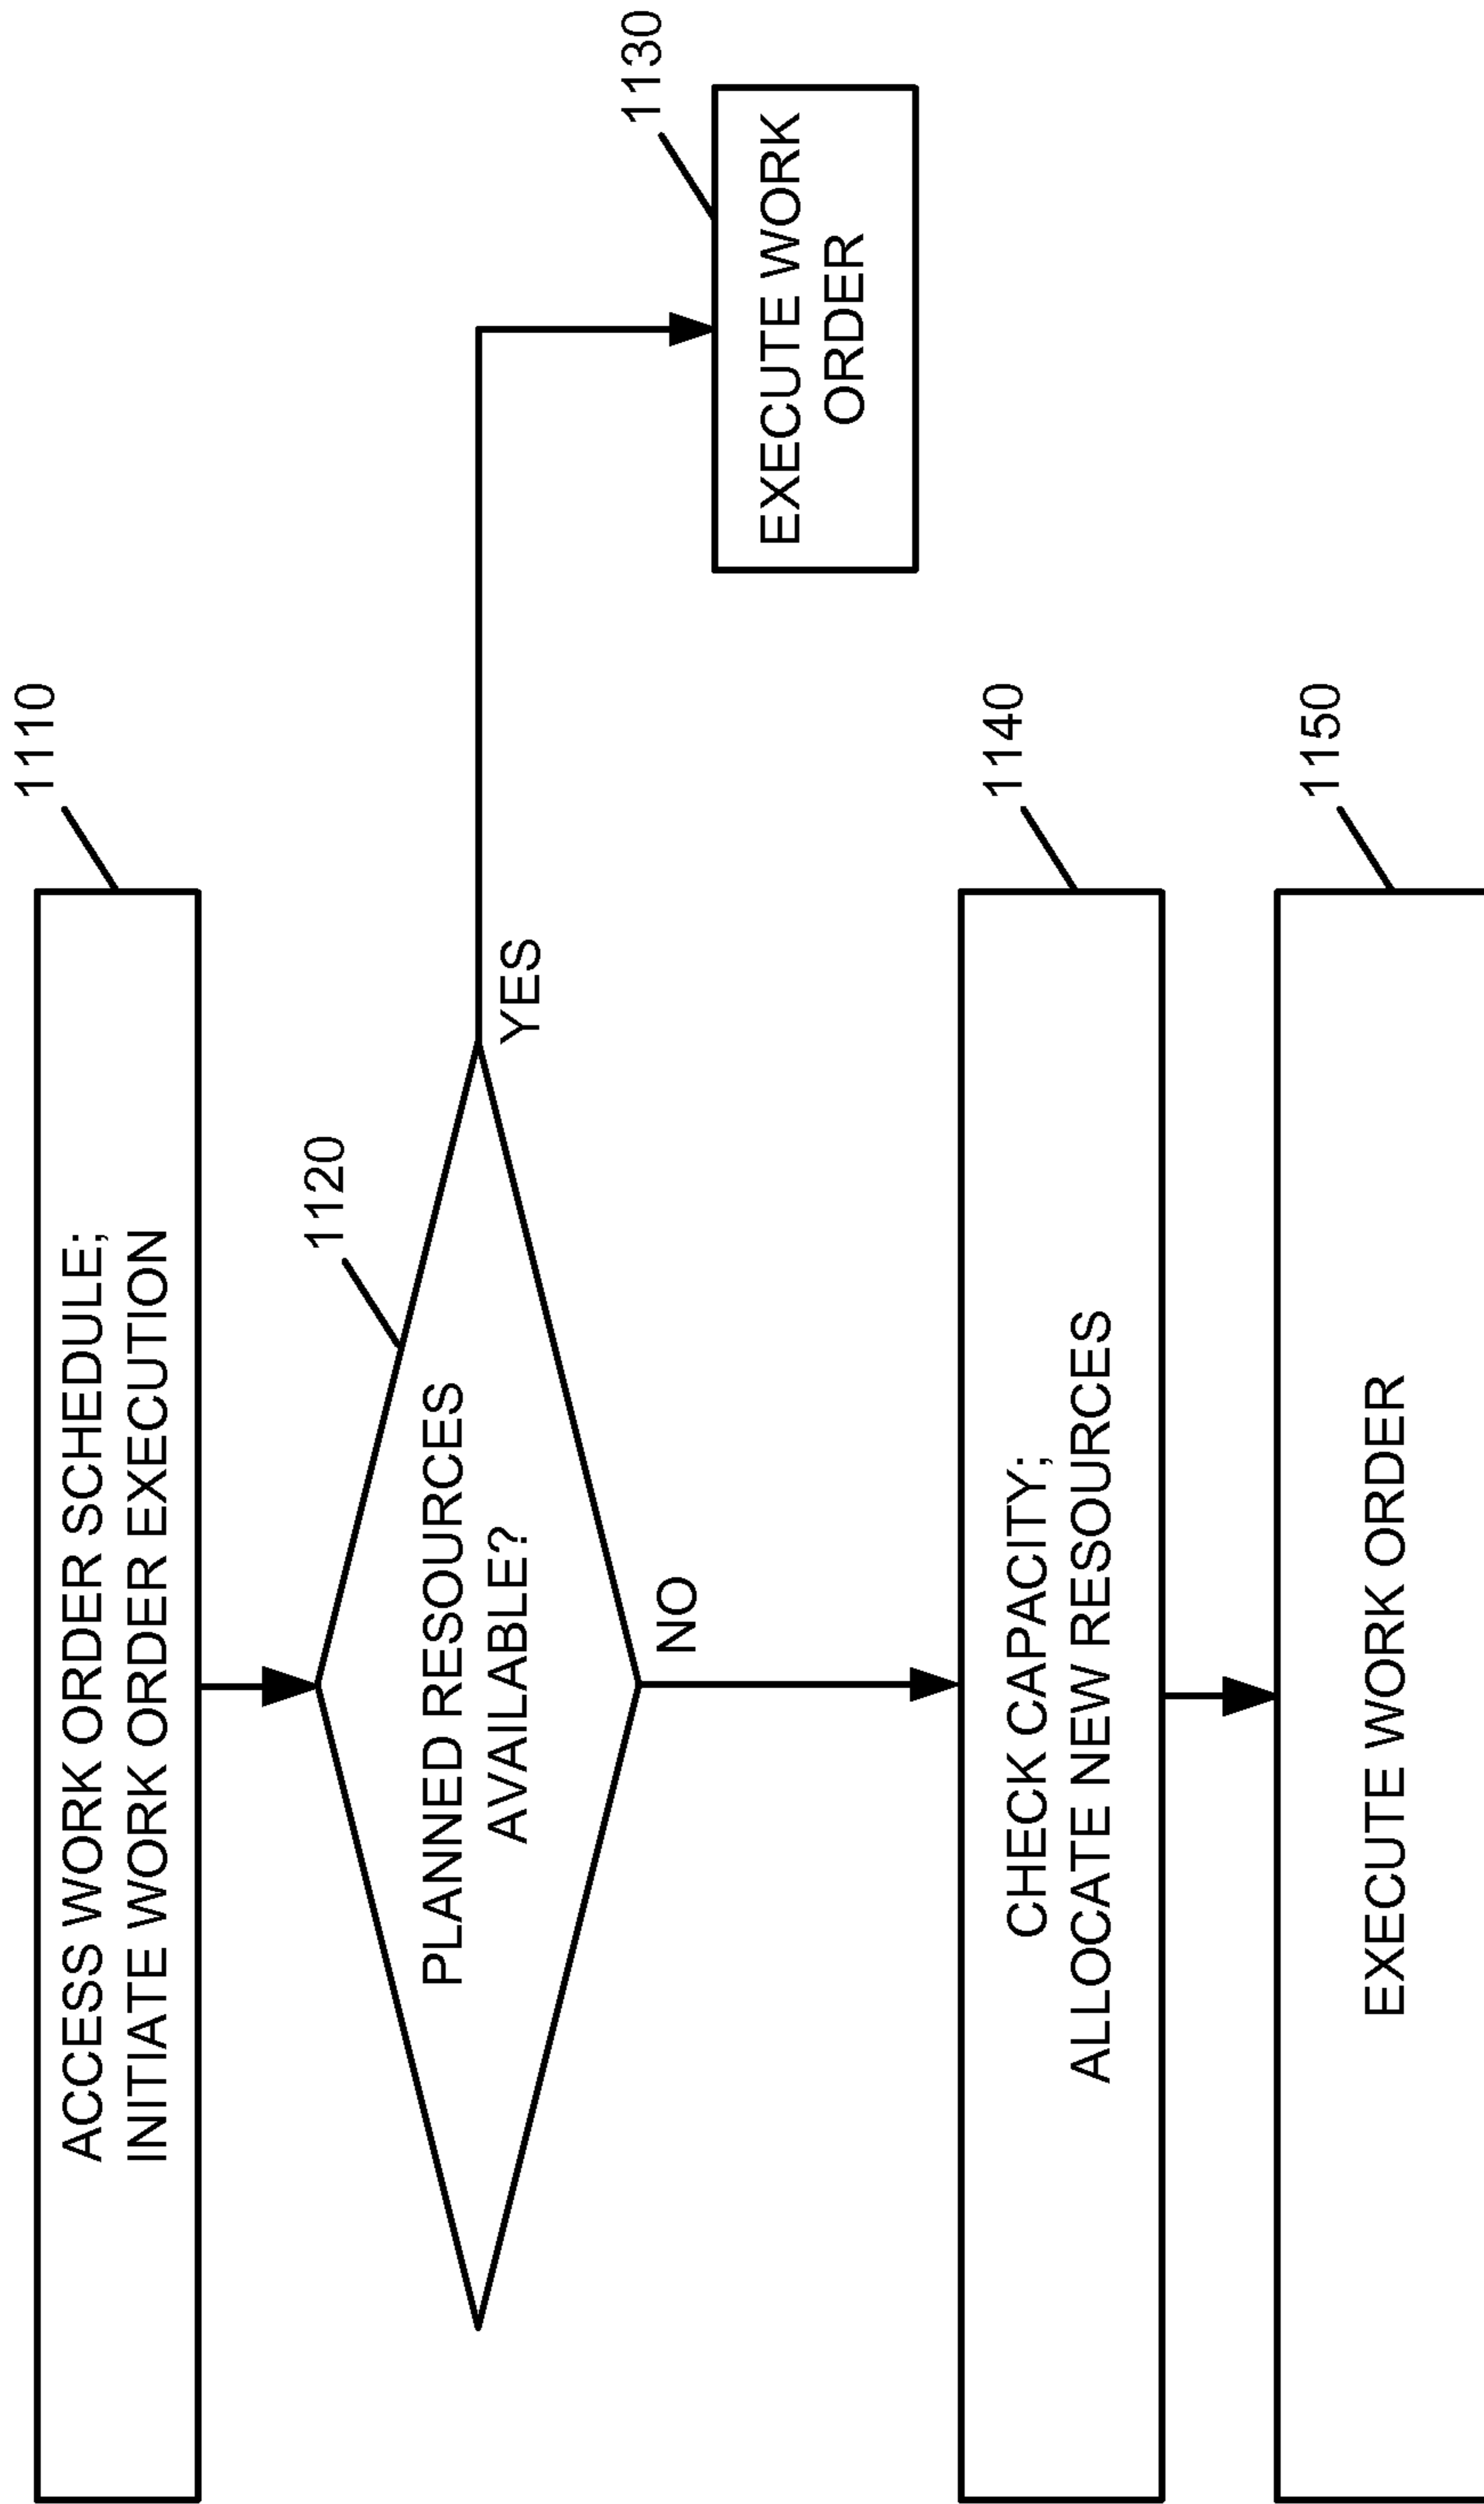 1110
ACCESS WORK ORDER SCHEDULE;
INITIATE WORK ORDER EXECUTION
1120
PLANNED RESOURCES
AVAILABLE?
YES
NO
1130
EXECUTE WORK
ORDER
1140
CHECK CAPACITY;
ALLOCATE NEW RESOURCES
1150
EXECUTE WORK ORDER